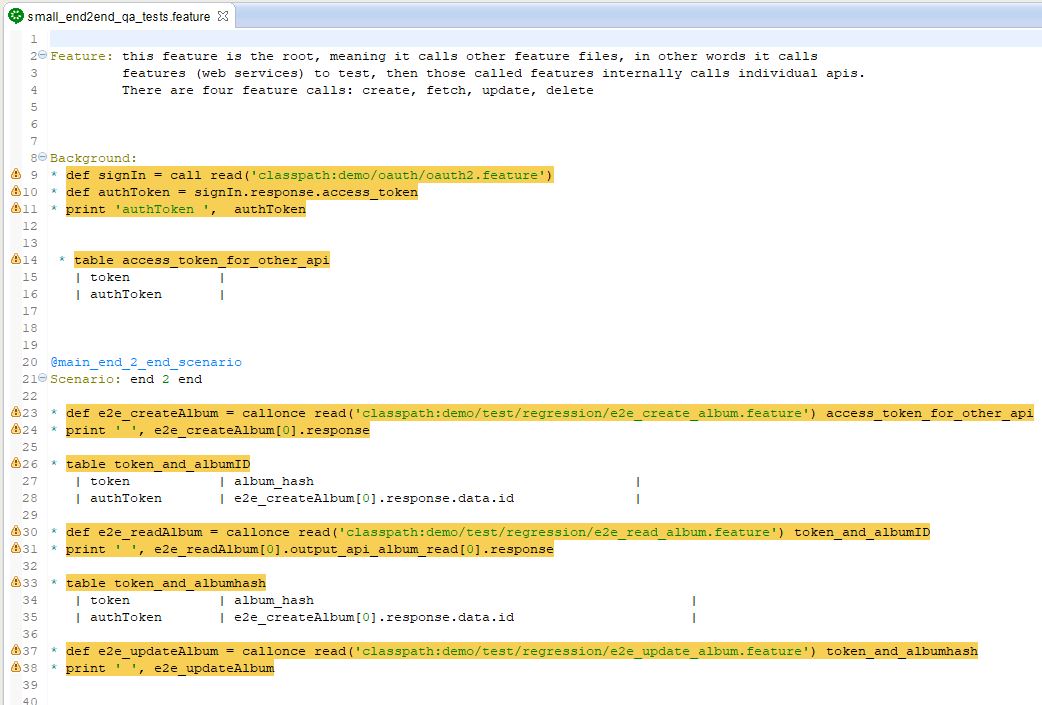 small_end2end_qa_tests.feature
1
2 Feature: this feature is the root, meaning it calls other feature files, in other words it calls
3 features (web services) to test, then those called features internally calls individual apis.
4 There are four feature calls: create, fetch, update, delete
5
6
7
8 Background:
9 * def signIn = call read('classpath:demo/oauth/oauth2.feature')
10 * def authToken = signIn.response.access_token
11 * print 'authToken ',  authToken
12
13
14 * table access_token_for_other_api
15 | token |
16 | authToken |
17
18
19
20 @main_end_2_end_scenario
21 Scenario: end 2 end
22
23 * def e2e_createAlbum = callonce read('classpath:demo/test/regression/e2e_create_album.feature') access_token_for_other_api
24 * print ' ', e2e_createAlbum[0].response
25
26 * table token_and_albumID
27 | token | album_hash |
28 | authToken | e2e_createAlbum[0].response.data.id |
29
30 * def e2e_readAlbum = callonce read('classpath:demo/test/regression/e2e_read_album.feature') token_and_albumID
31 * print ' ', e2e_readAlbum[0].output_api_album_read[0].response
32
33 * table token_and_albumhash
34 | token | album_hash |
35 | authToken | e2e_createAlbum[0].response.data.id |
36
37 * def e2e_updateAlbum = callonce read('classpath:demo/test/regression/e2e_update_album.feature') token_and_albumhash
38 * print ' ', e2e_updateAlbum
39
40